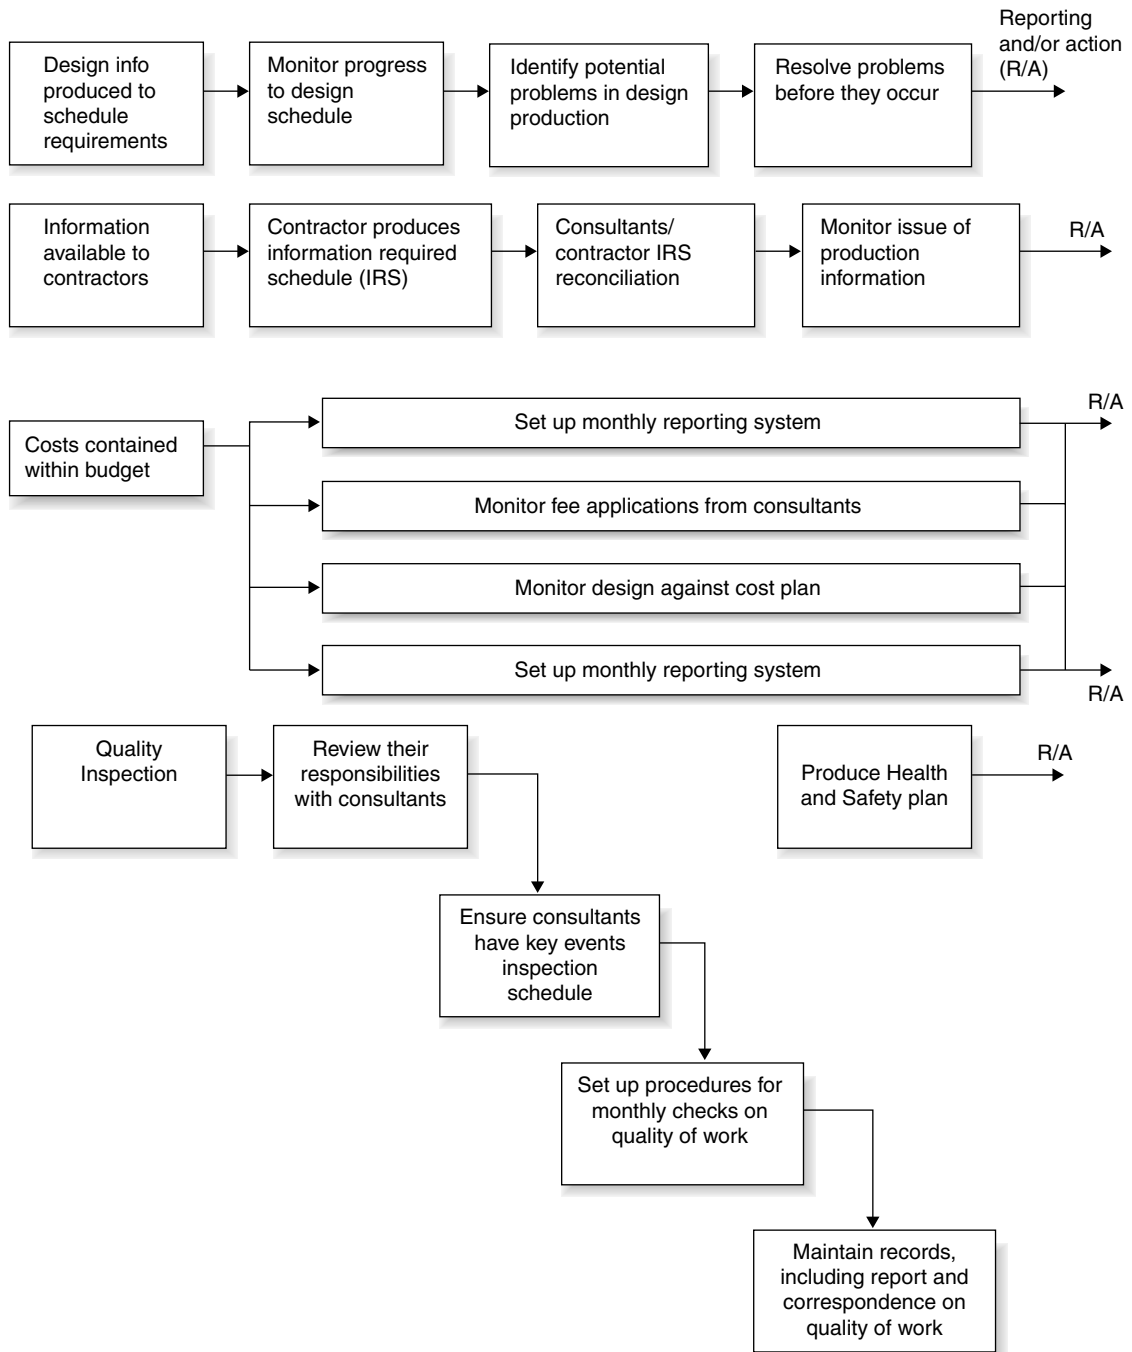 Reporting
and/or action
(R/A)
Design info
produced to
schedule
requirements
Monitor progress
to design
schedule
Identify potential
problems in design
production
Resolve problems
before they occur
Information
available to
contractors
Contractor produces
information required
schedule (IRS)
Consultants/
contractor IRS
reconciliation
Monitor issue of
production
information
R/A
Costs contained
within budget
Set up monthly reporting system
R/A
Monitor fee applications from consultants
Monitor design against cost plan
Set up monthly reporting system
R/A
Quality
Inspection
Review their
responsibilities
with consultants
Produce Health
and Safety plan
R/A
Ensure consultants
have key events
inspection
schedule
Set up procedures for
monthly checks on
quality of work
Maintain records,
including report and
correspondence on
quality of work